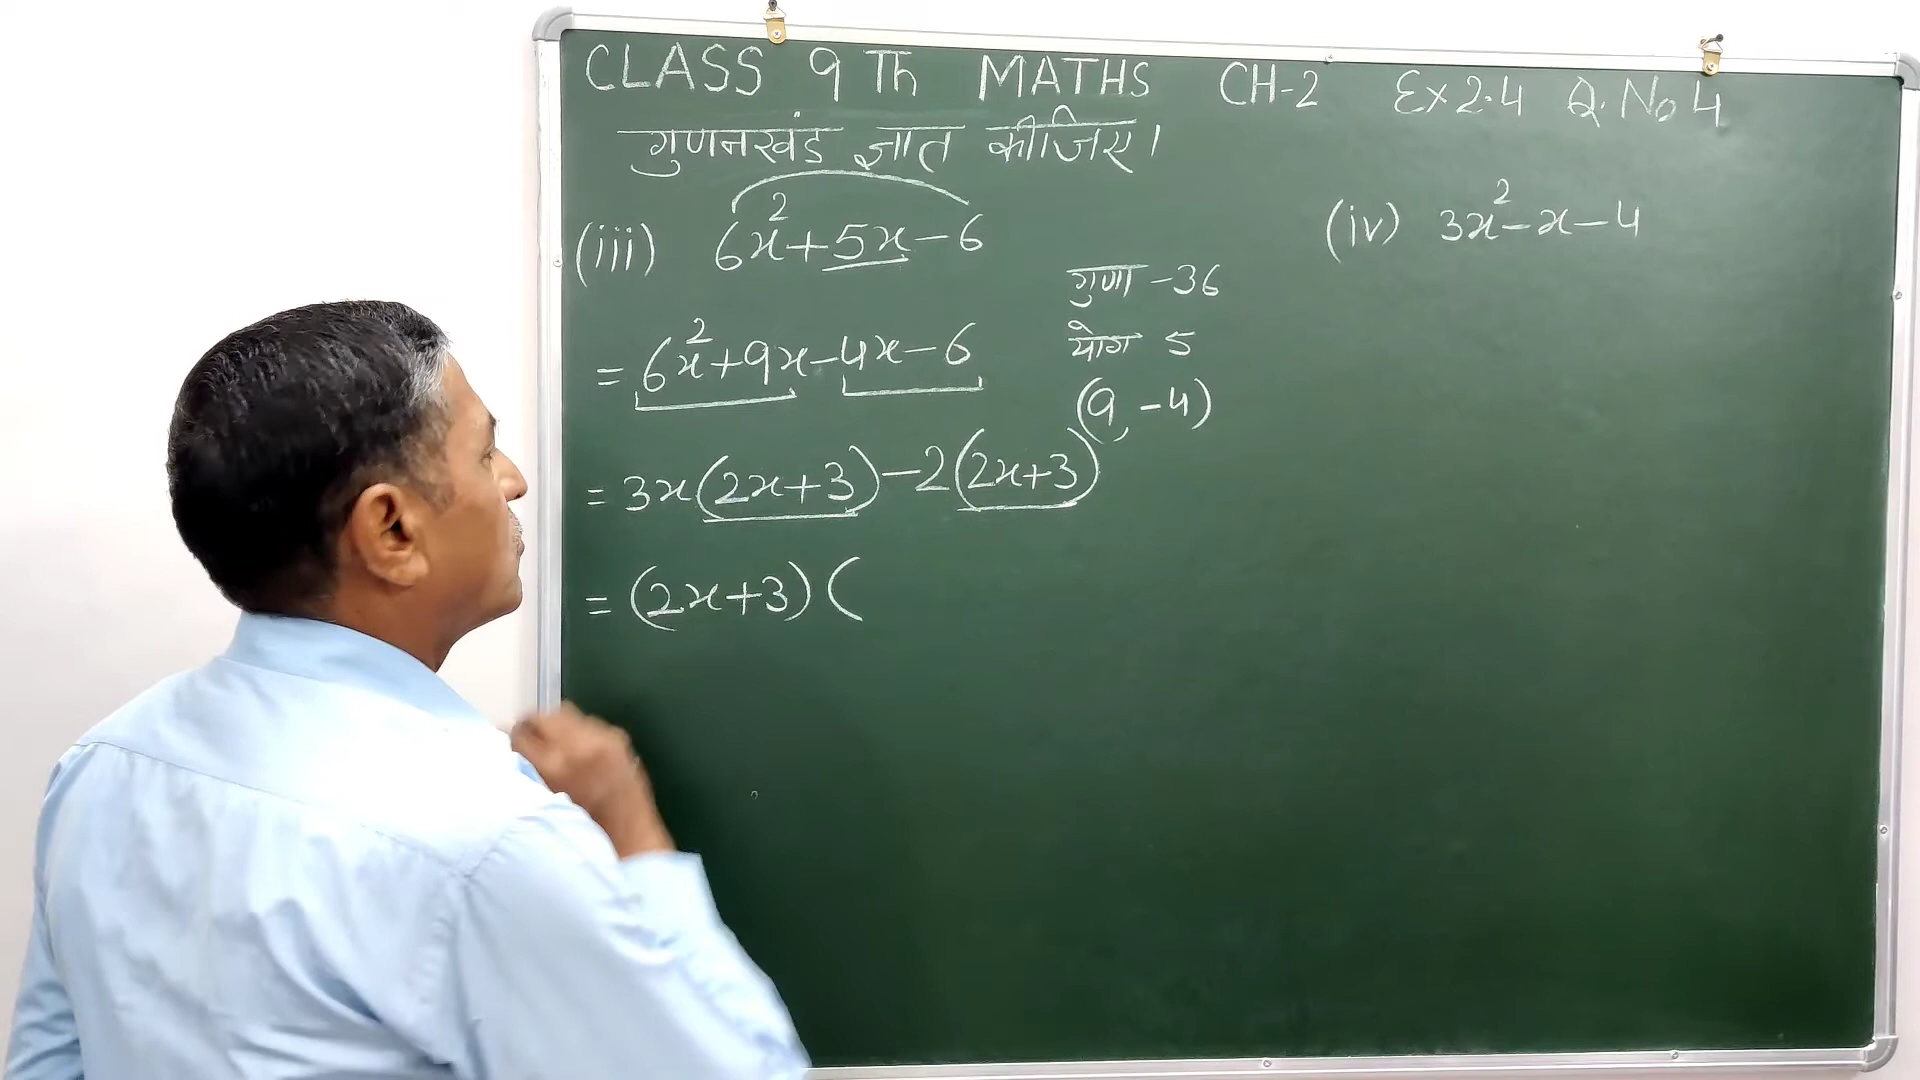 CLASS 9 Th MATHS CH-2 Ex 2.4 Q. No 4
गुणनखंड ज्ञात कीजिए।
(iii) 6x²+5x-6
गुणा -36
योग 5
(9, -4)
= 6x²+9x-4x-6
= 3x(2x+3)-2(2x+3)
= (2x+3)(
(iv) 3x²-x-4